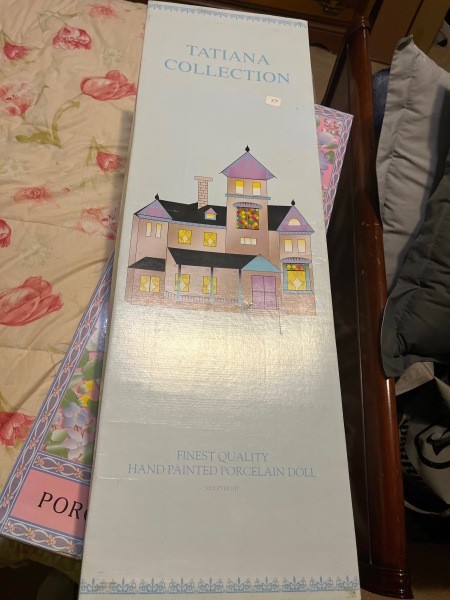 TATIANA
COLLECTION
FINEST QUALITY
HAND PAINTED PORCELAIN DOLL
PORC